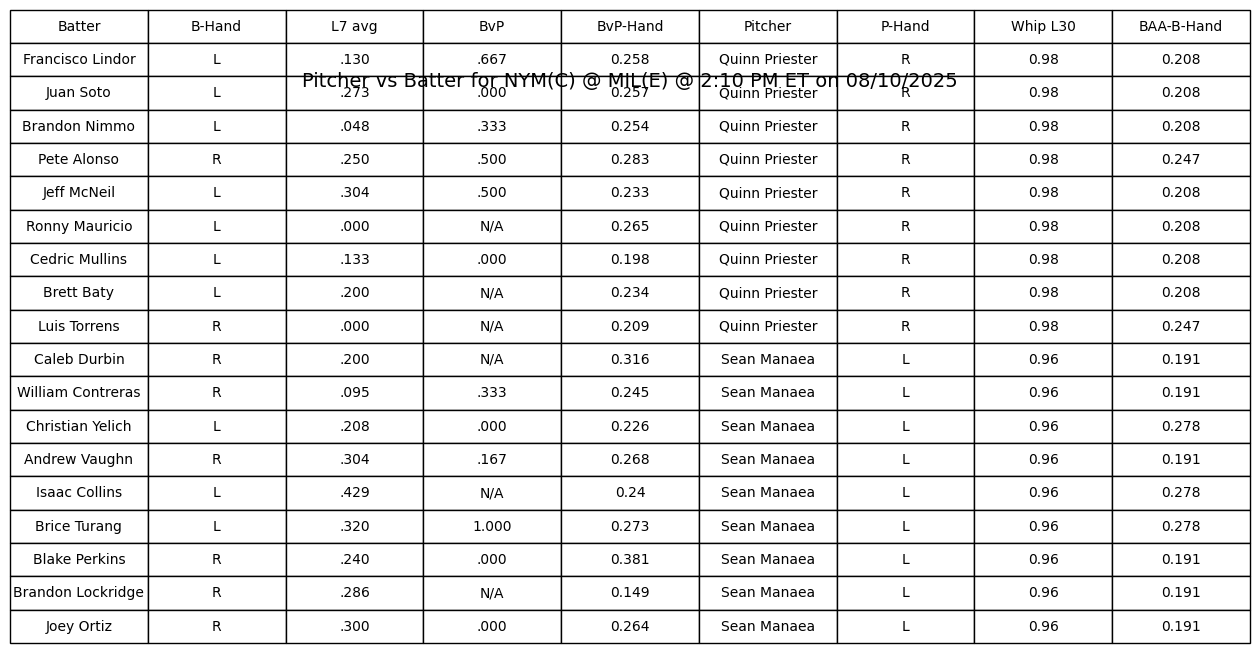 Batter B-Hand L7 avg BvP BvP-Hand Pitcher P-Hand Whip L30 BAA-B-Hand
Francisco Lindor L .130 .667 0.258 Quinn Priester R 0.98 0.208
Pitcher vs Batter for NYM(C) @ MIL(E) @ 2:10 PM ET on 08/10/2025
Juan Soto L .273 .000 0.257 Quinn Priester R 0.98 0.208
Brandon Nimmo L .048 .333 0.254 Quinn Priester R 0.98 0.208
Pete Alonso R .250 .500 0.283 Quinn Priester R 0.98 0.247
Jeff McNeil L .304 .500 0.233 Quinn Priester R 0.98 0.208
Ronny Mauricio L .000 N/A 0.265 Quinn Priester R 0.98 0.208
Cedric Mullins L .133 .000 0.198 Quinn Priester R 0.98 0.208
Brett Baty L .200 N/A 0.234 Quinn Priester R 0.98 0.208
Luis Torrens R .000 N/A 0.209 Quinn Priester R 0.98 0.247
Caleb Durbin R .200 N/A 0.316 Sean Manaea L 0.96 0.191
William Contreras R .095 .333 0.245 Sean Manaea L 0.96 0.191
Christian Yelich L .208 .000 0.226 Sean Manaea L 0.96 0.278
Andrew Vaughn R .304 .167 0.268 Sean Manaea L 0.96 0.191
Isaac Collins L .429 N/A 0.24 Sean Manaea L 0.96 0.278
Brice Turang L .320 1.000 0.273 Sean Manaea L 0.96 0.278
Blake Perkins R .240 .000 0.381 Sean Manaea L 0.96 0.191
Brandon Lockridge R .286 N/A 0.149 Sean Manaea L 0.96 0.191
Joey Ortiz R .300 .000 0.264 Sean Manaea L 0.96 0.191